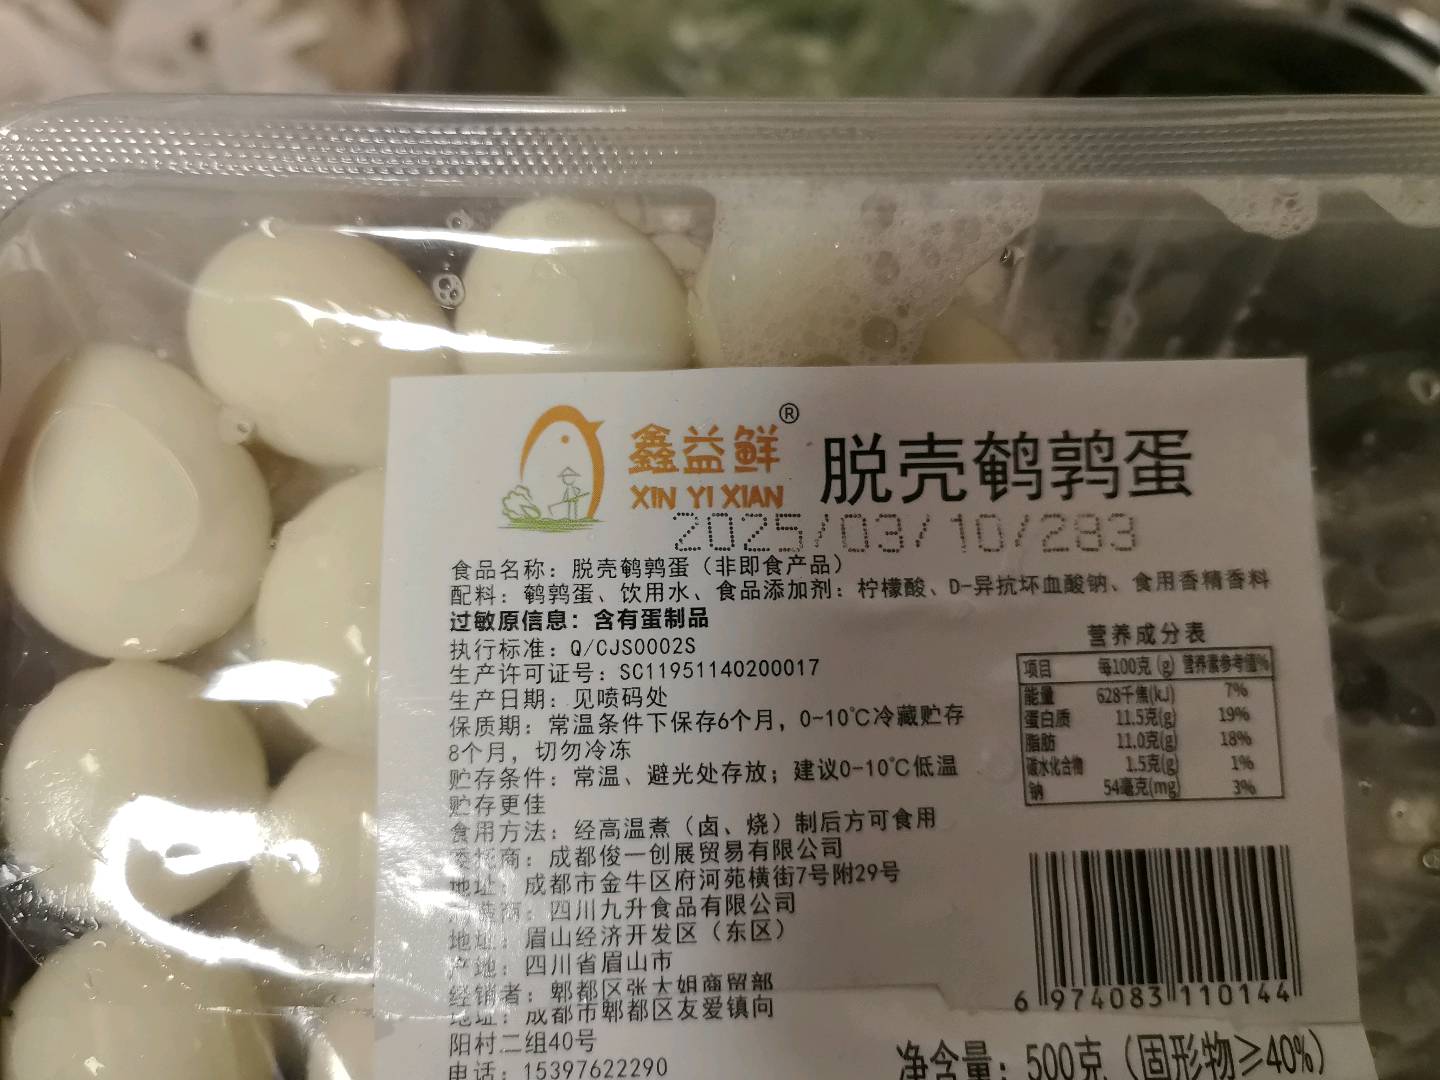 鑫益鲜®
XIN YI XIAN
脱壳鹌鹑蛋
2025/03/10/283
食品名称：脱壳鹌鹑蛋（非即食产品）
配料：鹌鹑蛋、饮用水、食品添加剂：柠檬酸、D-异抗坏血酸钠、食用香精香料
过敏原信息：含有蛋制品
执行标准：Q/CJS0002S
生产许可证号：SC11951140200017
生产日期：见喷码处
保质期：常温条件下保存6个月，0-10℃冷藏贮存
8个月，切勿冷冻
贮存条件：常温、避光处存放；建议0-10℃低温
贮存更佳
食用方法：经高温煮（卤、烧）制后方可食用
委托商：成都俊一创展贸易有限公司
地址：成都市金牛区府河苑横街7号附29号
商：四川九升食品有限公司
地址：眉山经济开发区（东区）
产地：四川省眉山市
经销者：郫都区张大姐商贸部
地址：成都市郫都区友爱镇向
阳村二组40号
电话：15397622290
营养成分表
项目 每100克(g) 营养素参考值%
能量 628千焦(kJ) 7%
蛋白质 11.5克(g) 19%
脂肪 11.0克(g) 18%
碳水化合物 1.5克(g) 1%
钠 54毫克(mg) 3%
6 974083 110144
净含量：500克（固形物≥40%）